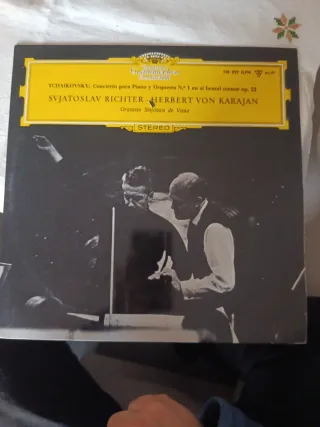 TCHAIKOVSKY: Concierto para Piano y Orquesta N.º 1 en si bemol menor op. 23
SVJATOSLAV RICHTER · HERBERT VON KARAJAN
Orquesta Sinfónica de Viena
STEREO